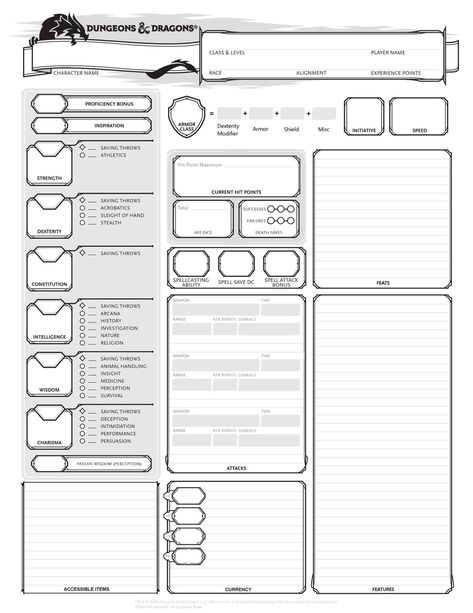 DUNGEONS & DRAGONS®
CLASS & LEVEL
PLAYER NAME
CHARACTER NAME
RACE
ALIGNMENT
EXPERIENCE POINTS
PROFICIENCY BONUS
INSPIRATION
ARMOR
CLASS
= + + +
Dexterity
Modifier
Armor
Shield
Misc
INITIATIVE
SPEED
STRENGTH
SAVING THROWS
ATHLETICS
DEXTERITY
SAVING THROWS
ACROBATICS
SLEIGHT OF HAND
STEALTH
CONSTITUTION
SAVING THROWS
INTELLIGENCE
SAVING THROWS
ARCANA
HISTORY
INVESTIGATION
NATURE
RELIGION
WISDOM
SAVING THROWS
ANIMAL HANDLING
INSIGHT
MEDICINE
PERCEPTION
SURVIVAL
CHARISMA
SAVING THROWS
DECEPTION
INTIMIDATION
PERFORMANCE
PERSUASION
PASSIVE WISDOM (PERCEPTION)
Hit Point Maximum
CURRENT HIT POINTS
Total
HIT DICE
SUCCESSES
FAILURES
DEATH SAVES
SPELLCASTING
ABILITY
SPELL SAVE DC
SPELL ATTACK
BONUS
WEAPON
TYPE
RANGE
ATK BONUS
DAMAGE
WEAPON
TYPE
RANGE
ATK BONUS
DAMAGE
WEAPON
TYPE
RANGE
ATK BONUS
DAMAGE
ATTACKS
FEATS
ACCESSIBLE ITEMS
CURRENCY
FEATURES